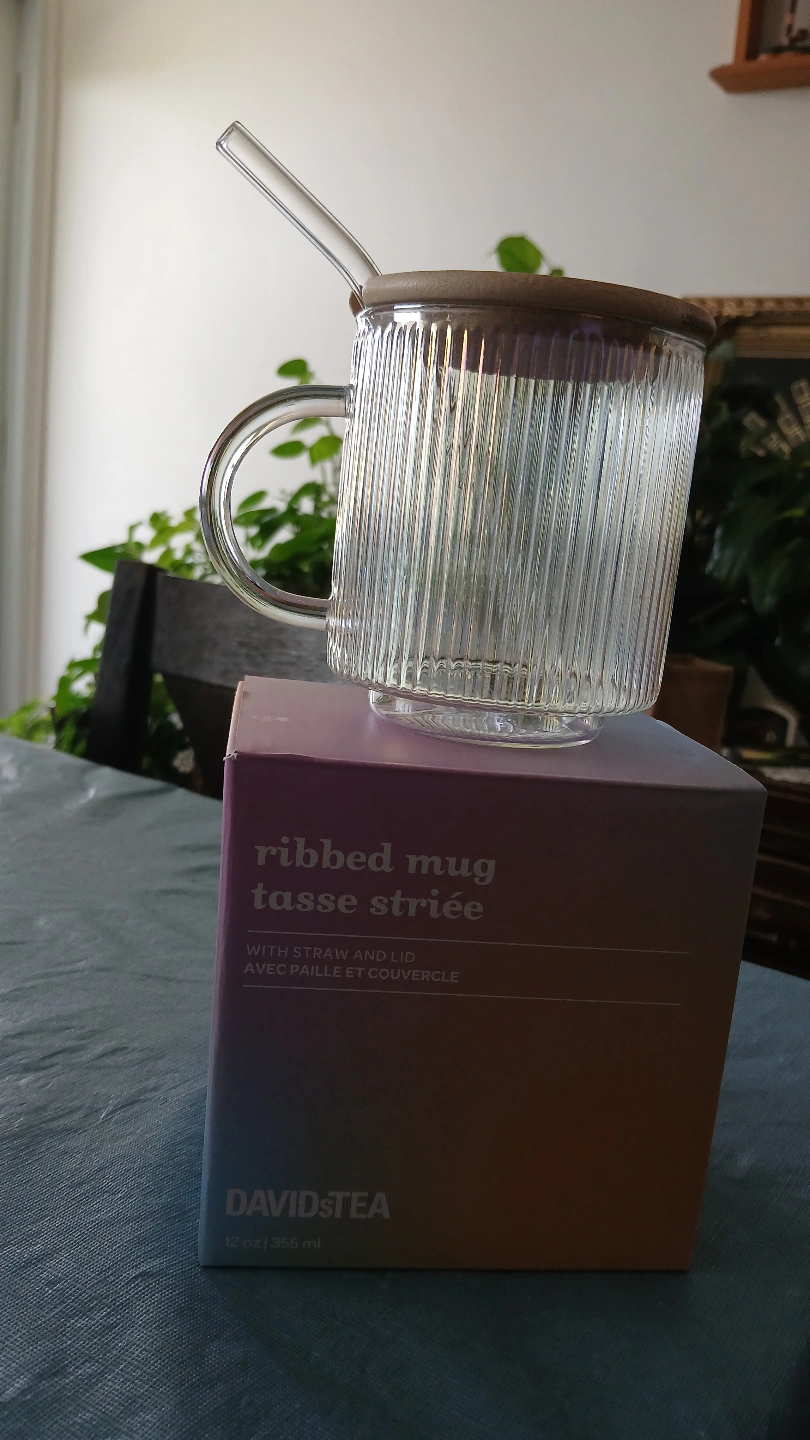 ribbed mug
tasse striée
WITH STRAW AND LID
AVEC PAILLE ET COUVERCLE
DAVIDsTEA
12 oz | 355 ml